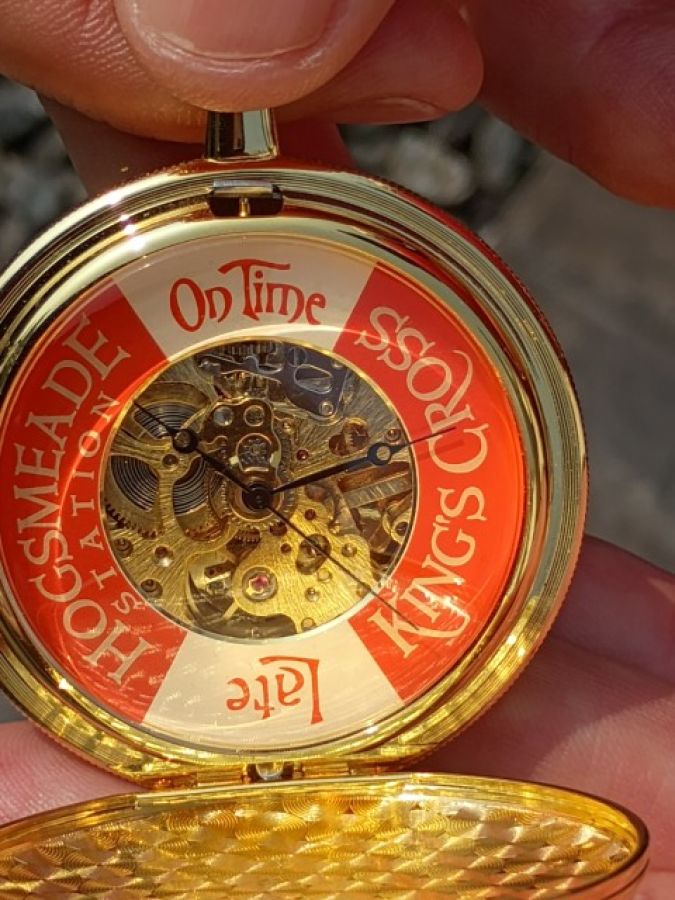 On Time
KING'S CROSS
Late
HOGSMEADE
STATION